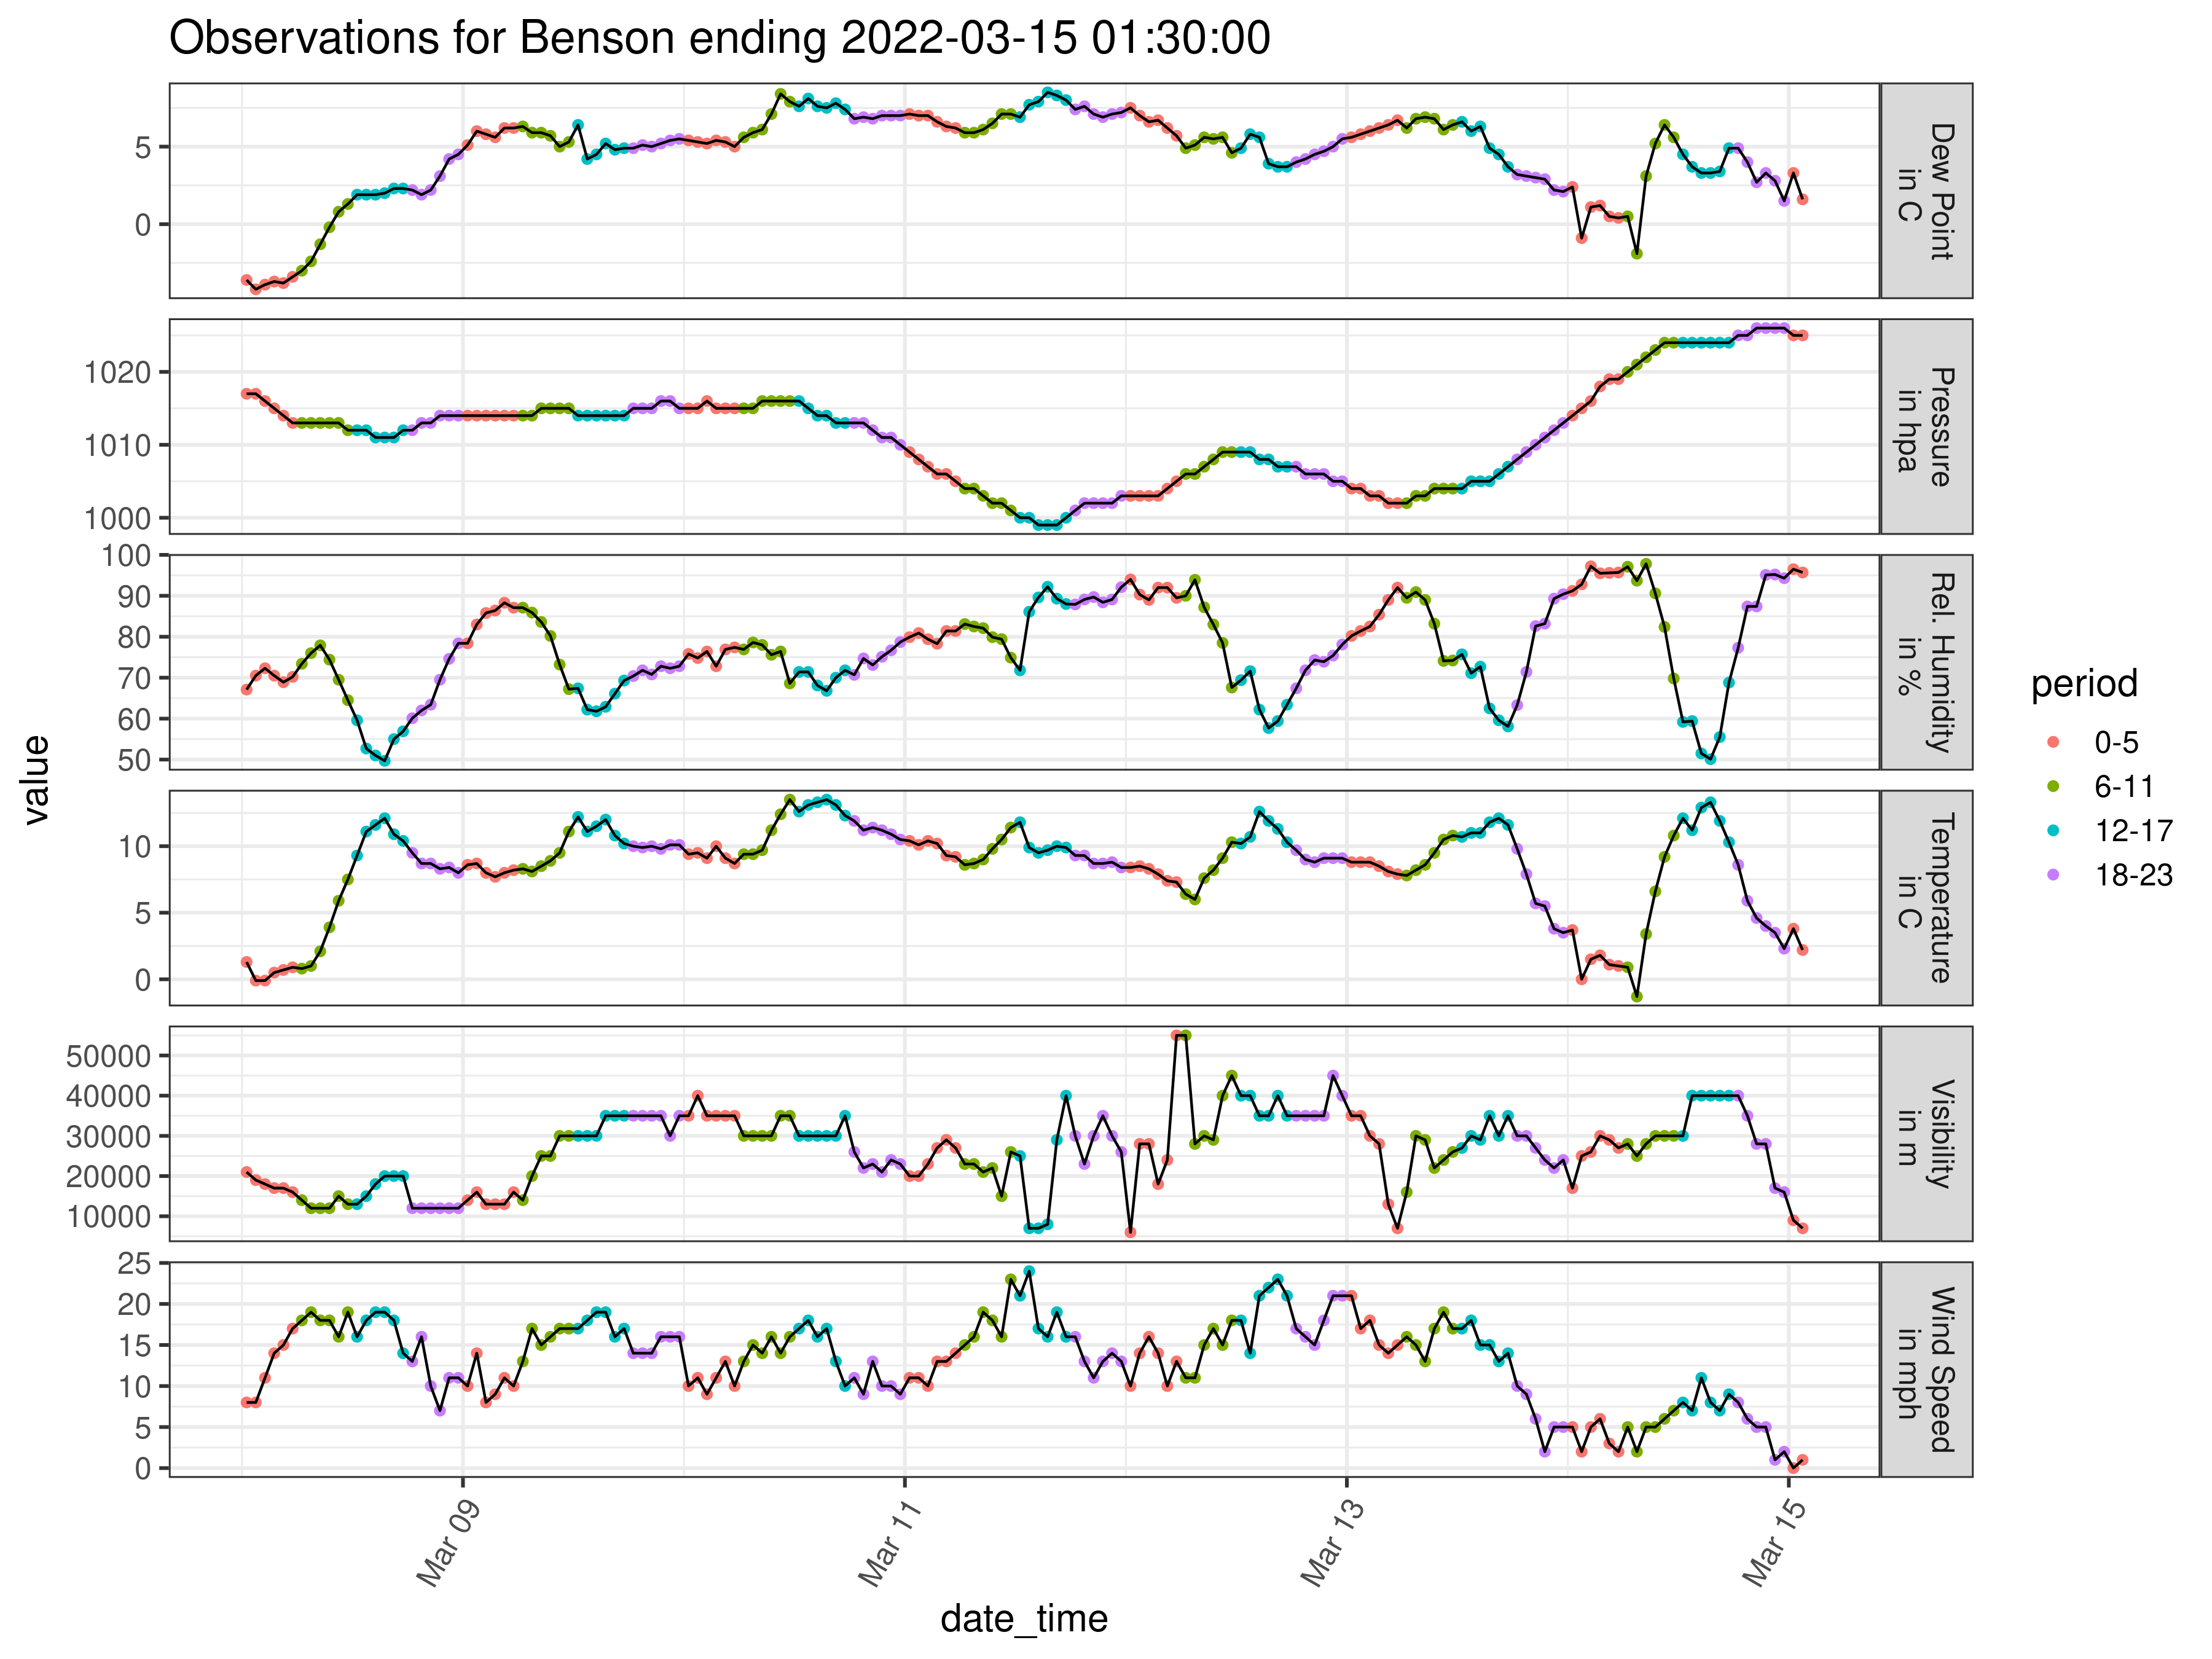 Observations for Benson ending 2022-03-15 01:30:00
value
5
0
Dew Point
in C
1020
1010
1000
Pressure
in hpa
100
90
80
70
60
50
Rel. Humidity
in %
10
5
0
Temperature
in C
50000
40000
30000
20000
10000
Visibility
in m
25
20
15
10
5
0
Wind Speed
in mph
Mar 09
Mar 11
Mar 13
Mar 15
date_time
period
0-5
6-11
12-17
18-23